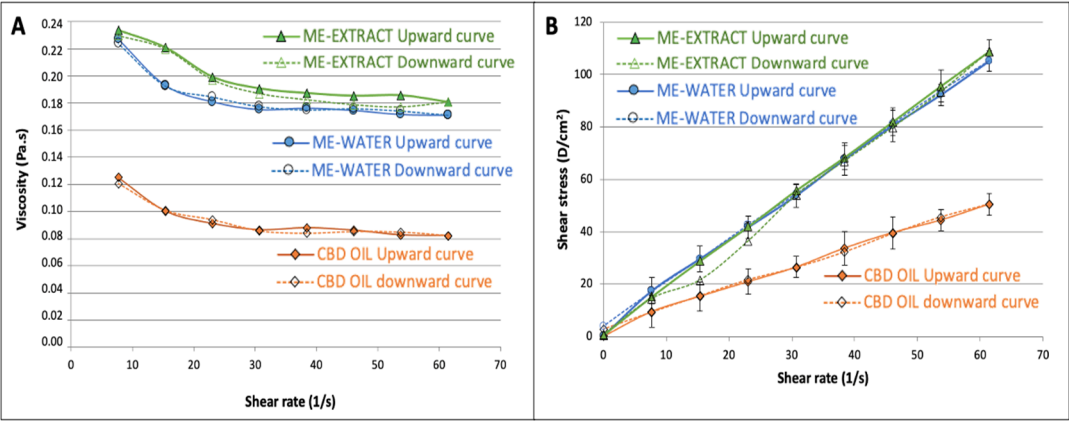 A
0.24
0.22
0.20
0.18
0.16
0.14
0.12
0.10
0.08
0.06
0.04
0.02
0.00
Viscosity (Pa.s)
ME-EXTRACT Upward curve
ME-EXTRACT Downward curve
ME-WATER Upward curve
ME-WATER Downward curve
CBD OIL Upward curve
CBD OIL downward curve
0 10 20 30 40 50 60 70
Shear rate (1/s)
B
120
100
80
60
40
20
0
Shear stress (D/cm²)
ME-EXTRACT Upward curve
ME-EXTRACT Downward curve
ME-WATER Upward curve
ME-WATER Downward curve
CBD OIL Upward curve
CBD OIL downward curve
0 10 20 30 40 50 60 70
Shear rate (1/s)